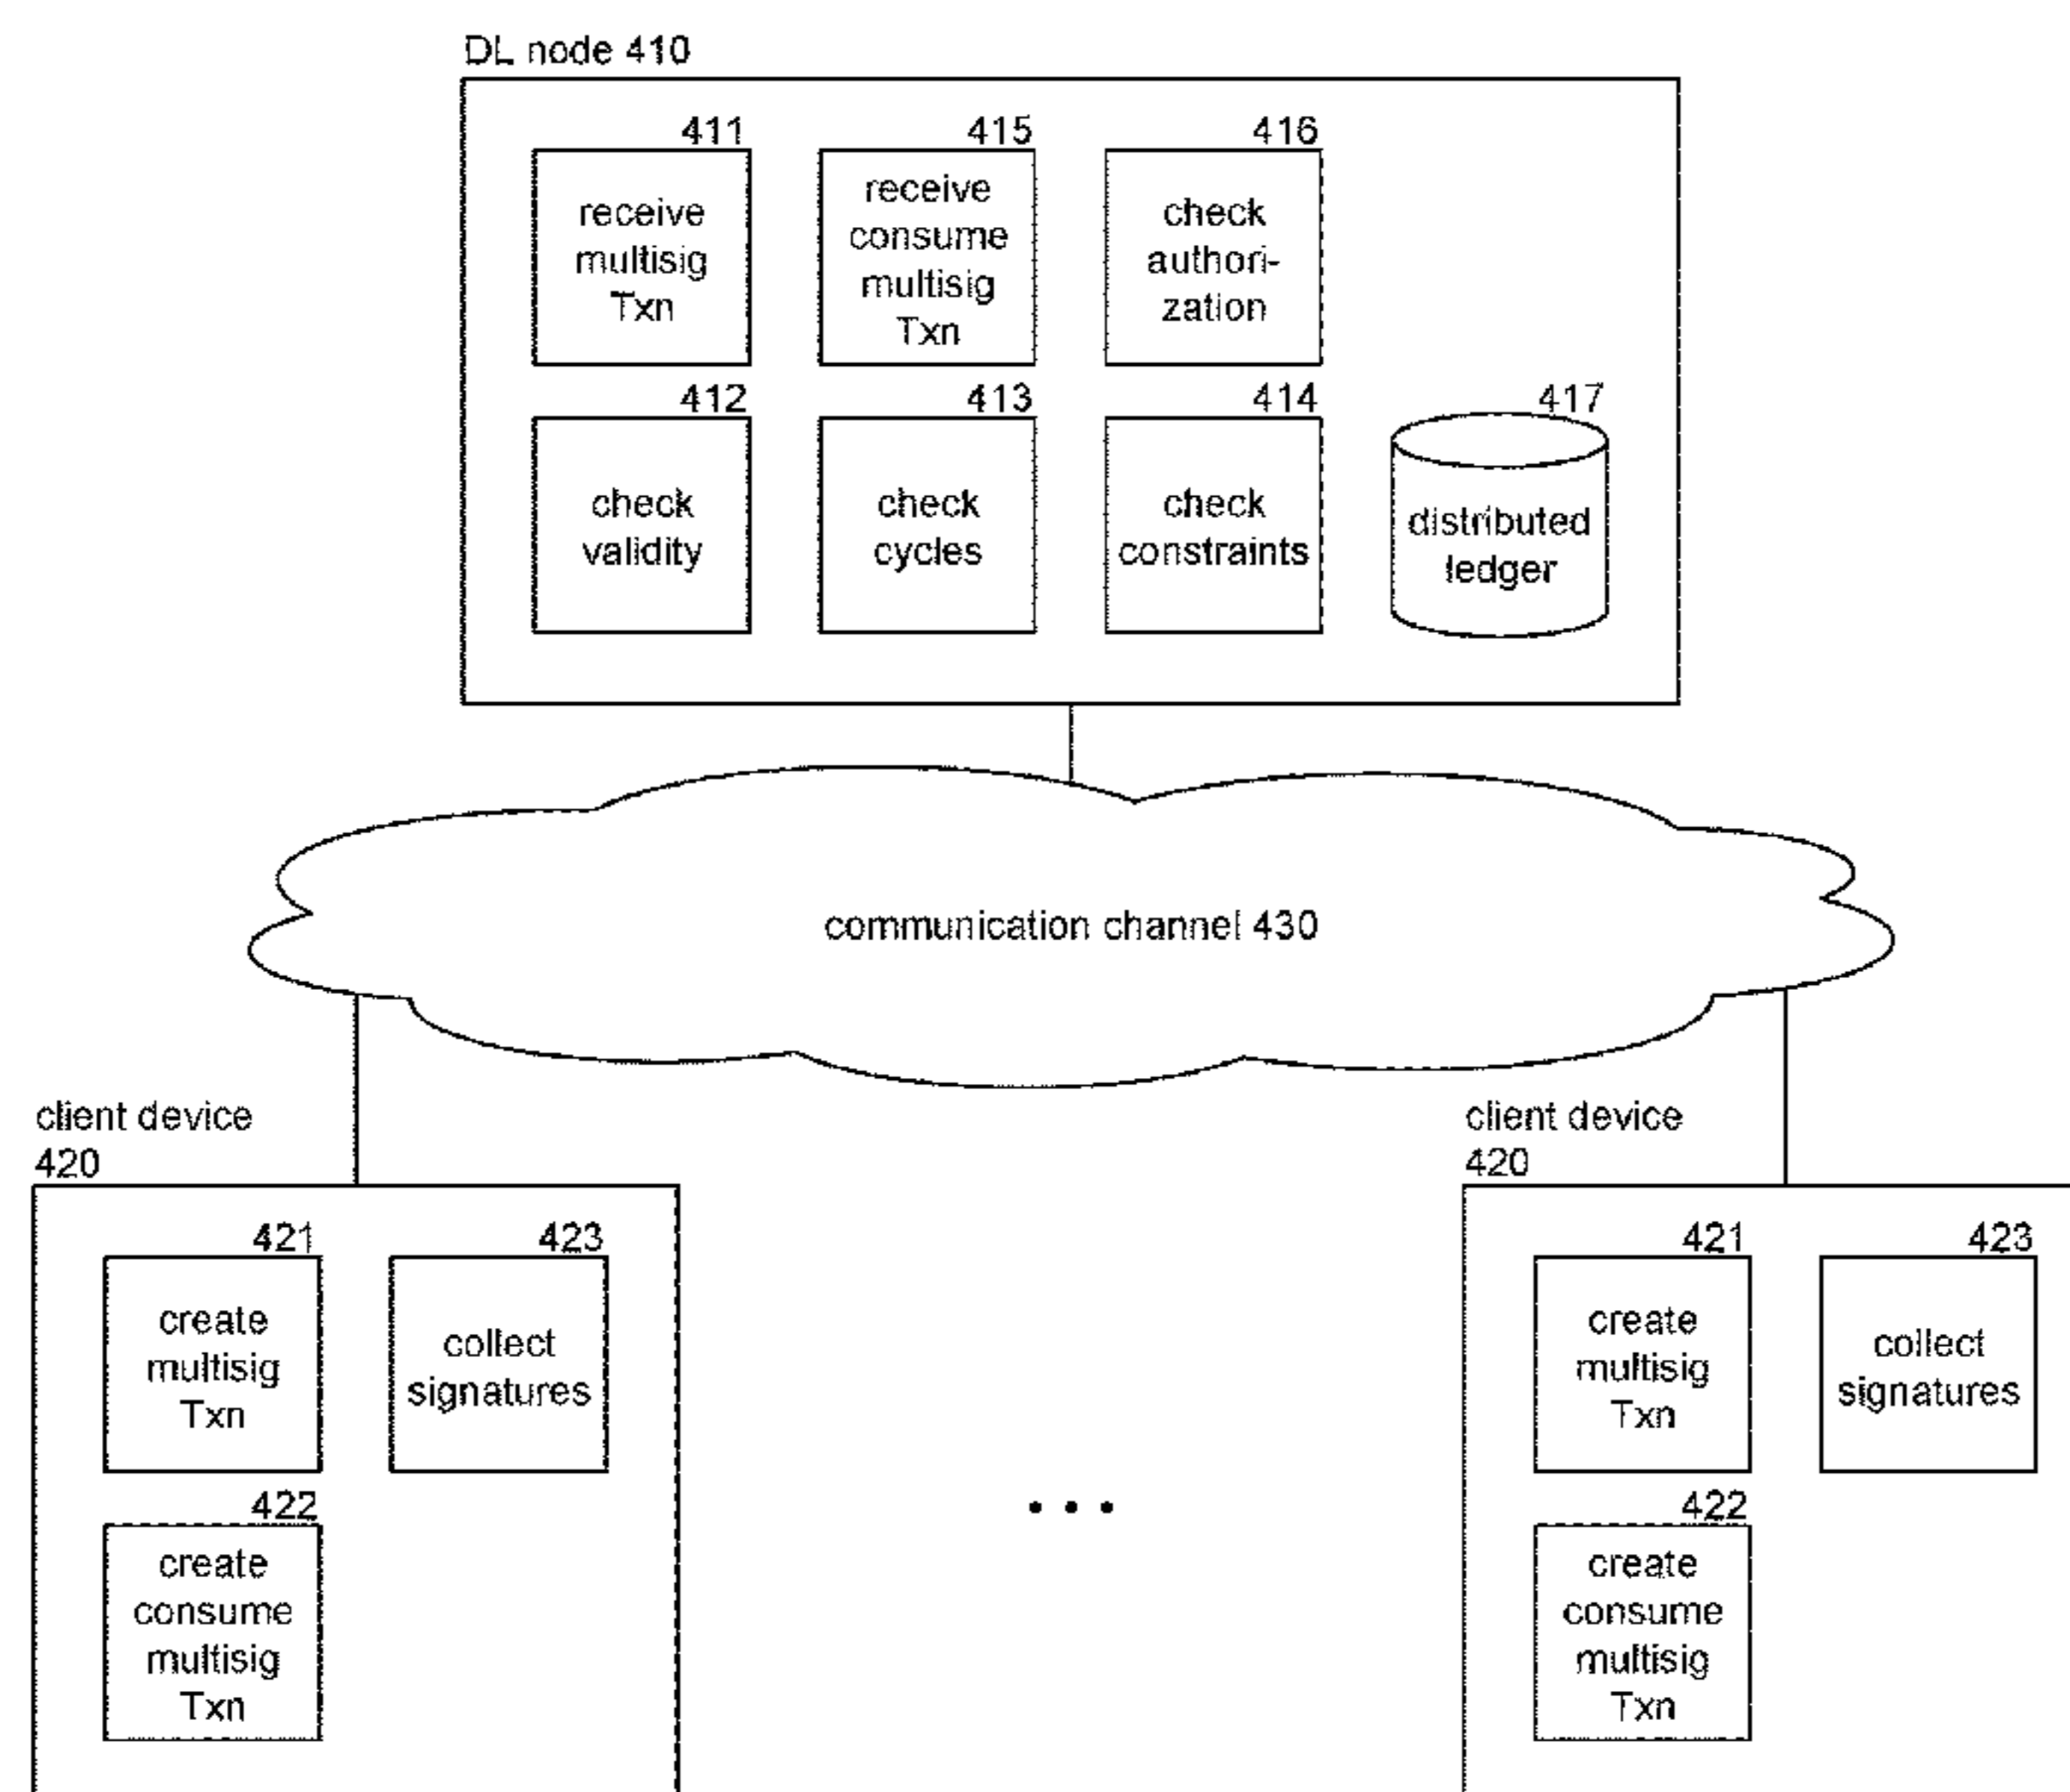 DL node 410
411
receive
multisig
Txn
415
receive
consume
multisig
Txn
416
check
authori-
zation
412
check
validity
413
check
cycles
414
check
constraints
417
distributed
ledger
communication channel 430
client device
420
421
create
multisig
Txn
423
collect
signatures
422
create
consume
multisig
Txn
• • •
client device
420
421
create
multisig
Txn
423
collect
signatures
422
create
consume
multisig
Txn